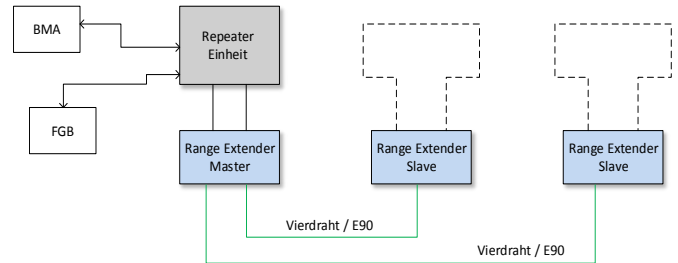 BMA
Repeater
Einheit
FGB
Range Extender
Master
Range Extender
Slave
Range Extender
Slave
Vierdraht / E90
Vierdraht / E90